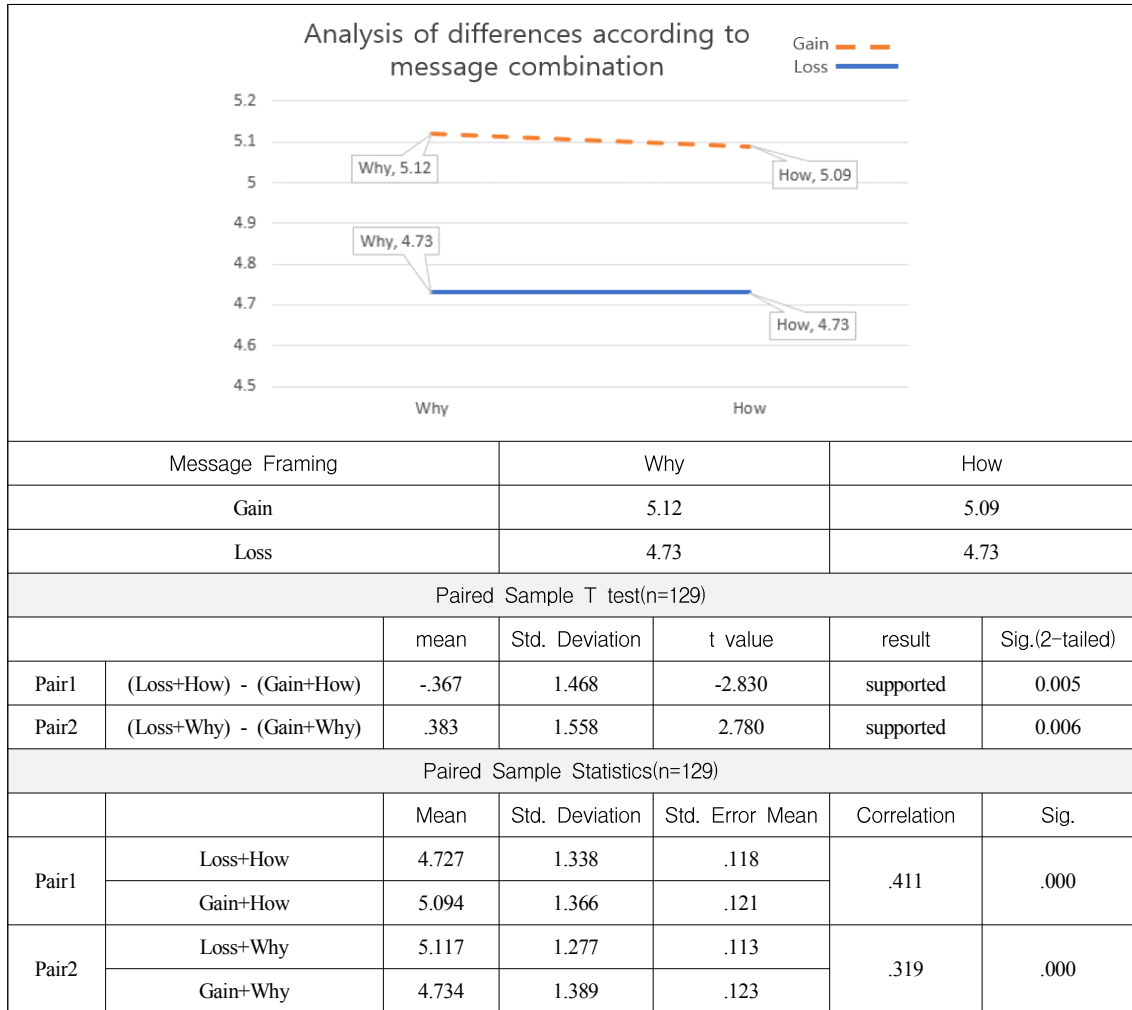 Analysis of differences according to
message combination
Gain
Loss
5.2
5.1
5
4.9
4.8
4.7
4.6
4.5
Why, 5.12
How, 5.09
Why, 4.73
How, 4.73
Why How
Message Framing Why How
Gain 5.12 5.09
Loss 4.73 4.73
Paired Sample T test(n=129)
mean Std. Deviation t value result Sig.(2-tailed)
Pair1 (Loss+How) - (Gain+How) -.367 1.468 -2.830 supported 0.005
Pair2 (Loss+Why) - (Gain+Why) .383 1.558 2.780 supported 0.006
Paired Sample Statistics(n=129)
Mean Std. Deviation Std. Error Mean Correlation Sig.
Pair1 Loss+How 4.727 1.338 .118 .411 .000
Gain+How 5.094 1.366 .121
Pair2 Loss+Why 5.117 1.277 .113 .319 .000
Gain+Why 4.734 1.389 .123